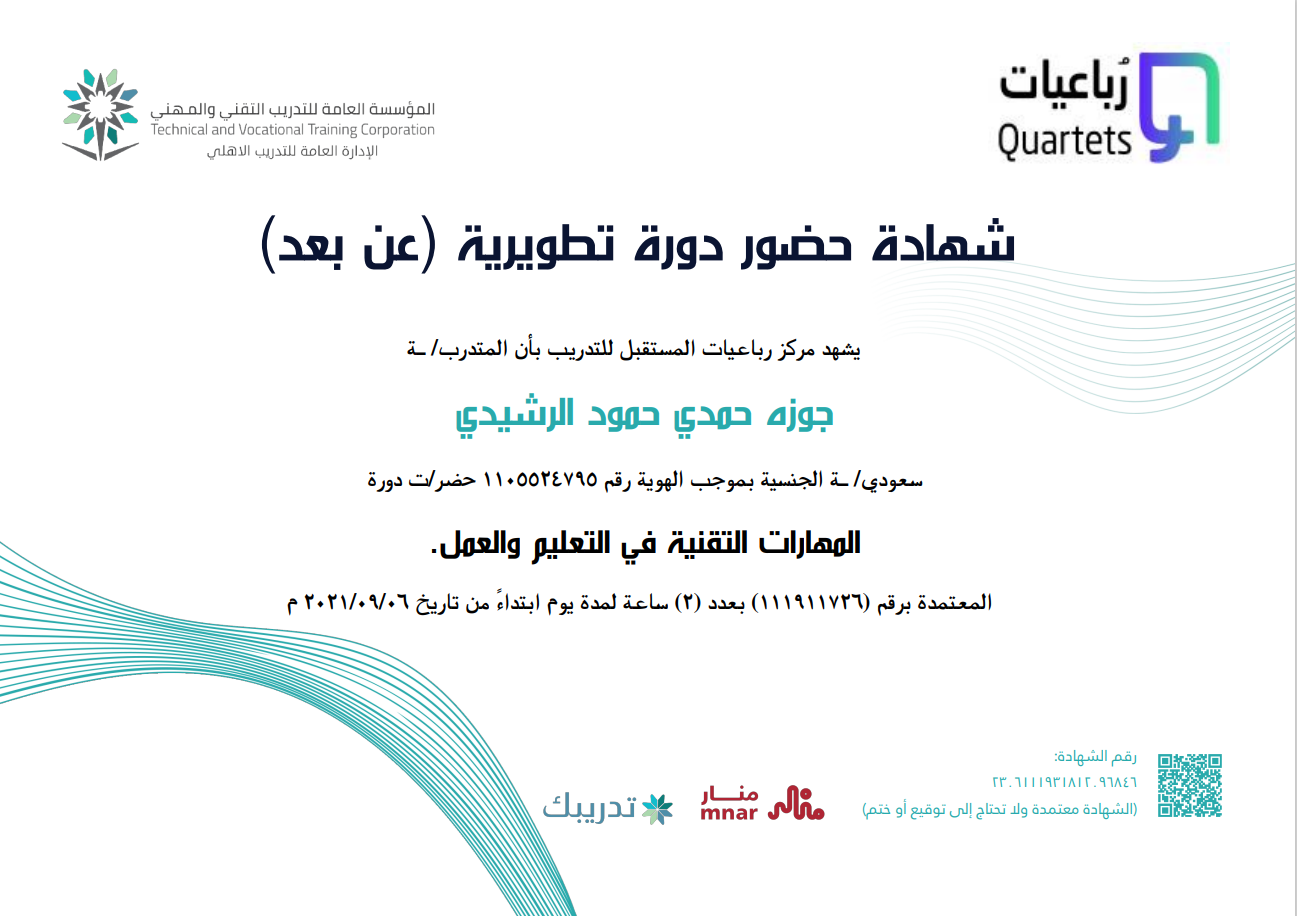 رُباعيات
Quartets
المؤسسة العامة للتدريب التقني والمهني
Technical and Vocational Training Corporation
الإدارة العامة للتدريب الاهلي
شهادة حضور دورة تطويرية (عن بعد)
يشهد مركز رباعيات المستقبل للتدريب بأن المتدرب/ ـة
جوزه حمدي حمود الرشيدي
سعودي/ ـة الجنسية بموجب الهوية رقم ١١٠٥٥٢٤٧٩٥ حضر/ت دورة
المهارات التقنية في التعليم والعمل.
المعتمدة برقم (١١١٩١١٧٢٦) بعدد (٢) ساعة لمدة يوم ابتداءً من تاريخ ٢٠٢١/٠٩/٠٦ م
رقم الشهادة:
٢٣٠٦١١١٩٣١٨١٢٠٩٦٨٤٦
(الشهادة معتمدة ولا تحتاج إلى توقيع أو ختم)
منار
mnar
تدريبك